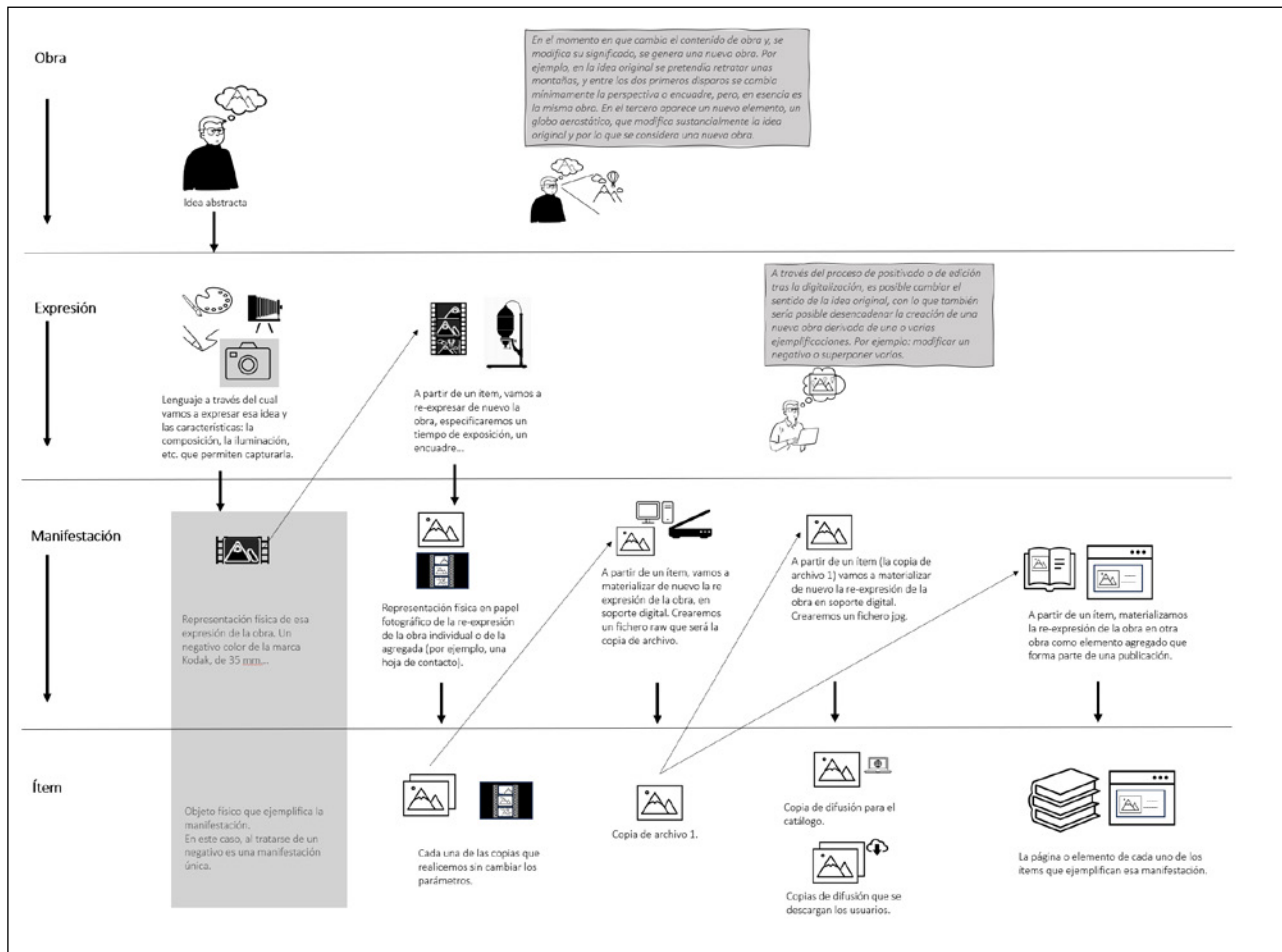 Obra
En el momento en que cambia el contenido de obra y, se
modifica su significado, se genera una nueva obra. Por
ejemplo, en la idea original se pretendía retratar unas
montañas, y entre los dos primeros disparos se cambia
mínimamente la perspectiva o encuadre, pero, en esencia es
la misma obra. En el tercero aparece un nuevo elemento, un
globo aerostático, que modifica sustancialmente la idea
original y por lo que se considera una nueva obra.
Idea abstracta
Expresión
Lenguaje a través del cual
vamos a expresar esa idea y
las características: la
composición, la iluminación,
etc. que permiten capturarla.
A partir de un ítem, vamos a
re-expresar de nuevo la
obra, especificaremos un
tiempo de exposición, un
encuadre...
A través del proceso de positivado o de edición
tras la digitalización, es posible cambiar el
sentido de la idea original, con lo que también
sería posible desencadenar la creación de una
nueva obra derivada de una o varias
ejemplificaciones. Por ejemplo: modificar un
negativo o superponer varios.
Manifestación
Representación física de esa
expresión de la obra. Un
negativo color de la marca
Kodak, de 35 mm,..
Representación física en papel
fotográfico de la re-expresión
de la obra individual o de la
agregada (por ejemplo, una
hoja de contacto).
A partir de un ítem, vamos a
materializar de nuevo la re
expresión de la obra, en
soporte digital. Crearemos
un fichero raw que será la
copia de archivo.
A partir de un ítem (la copia de
archivo 1) vamos a materializar
de nuevo la re-expresión de la
obra en soporte digital.
Crearemos un fichero jpg.
A partir de un ítem, materializamos
la re-expresión de la obra en otra
obra como elemento agregado que
forma parte de una publicación.
Ítem
Objeto físico que ejemplifica la
manifestación.
En este caso, al tratarse de un
negativo es una manifestación
única.
Cada una de las copias que
realicemos sin cambiar los
parámetros.
Copia de archivo 1.
Copia de difusión para el
catálogo.
Copias de difusión que se
descargan los usuarios.
La página o elemento de cada uno de los
ítems que ejemplifican esa manifestación.